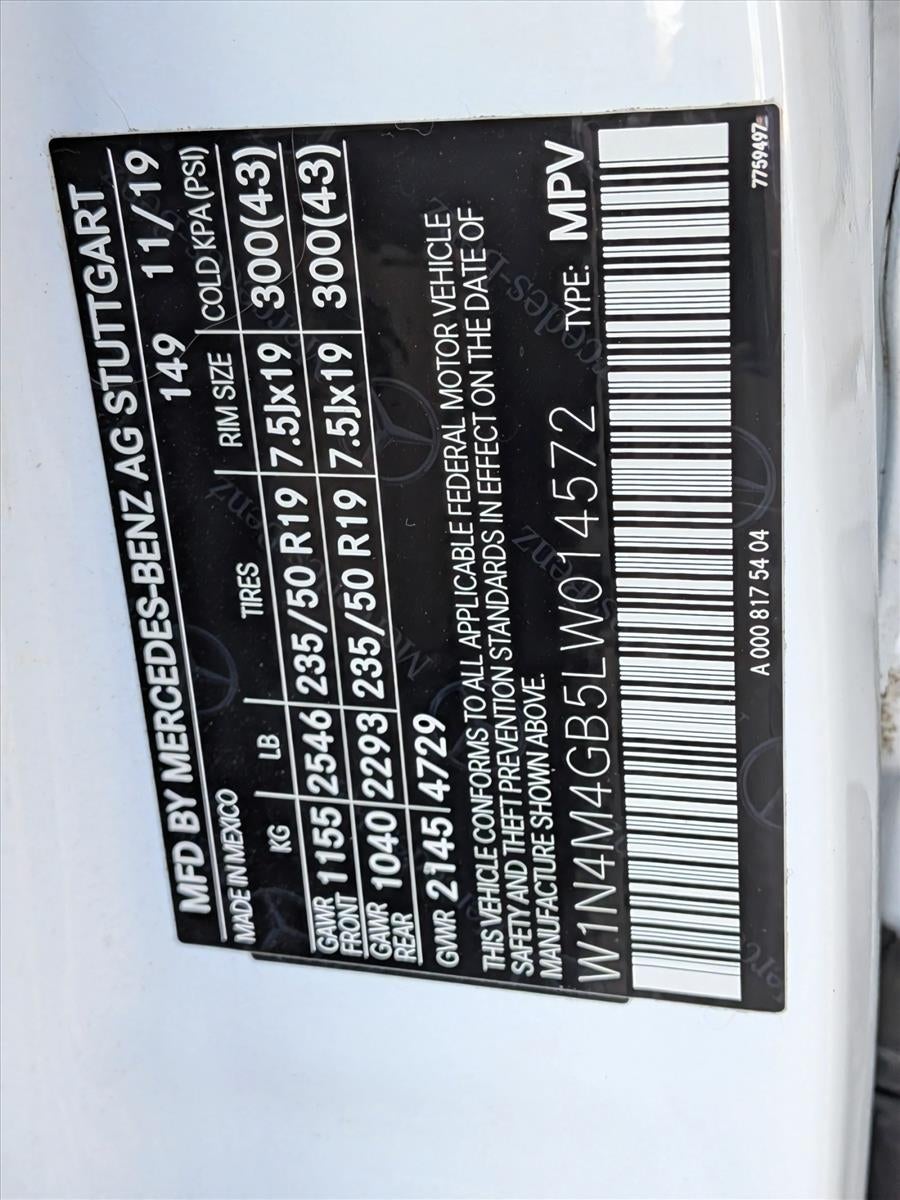 MFD BY MERCEDES-BENZ AG STUTTGART
MADE IN MEXICO 149 11/19
KG LB TIRES RIM SIZE COLD KPA (PSI)
GAWR FRONT 1155 2546 235/50 R19 7.5Jx19 300(43)
GAWR REAR 1040 2293 235/50 R19 7.5Jx19 300(43)
GVWR 2145 4729
THIS VEHICLE CONFORMS TO ALL APPLICABLE FEDERAL MOTOR VEHICLE
SAFETY AND THEFT PREVENTION STANDARDS IN EFFECT ON THE DATE OF
MANUFACTURE SHOWN ABOVE.
W1N4M4GB5LW014572 TYPE: MPV
A 000 817 54 04 7759497